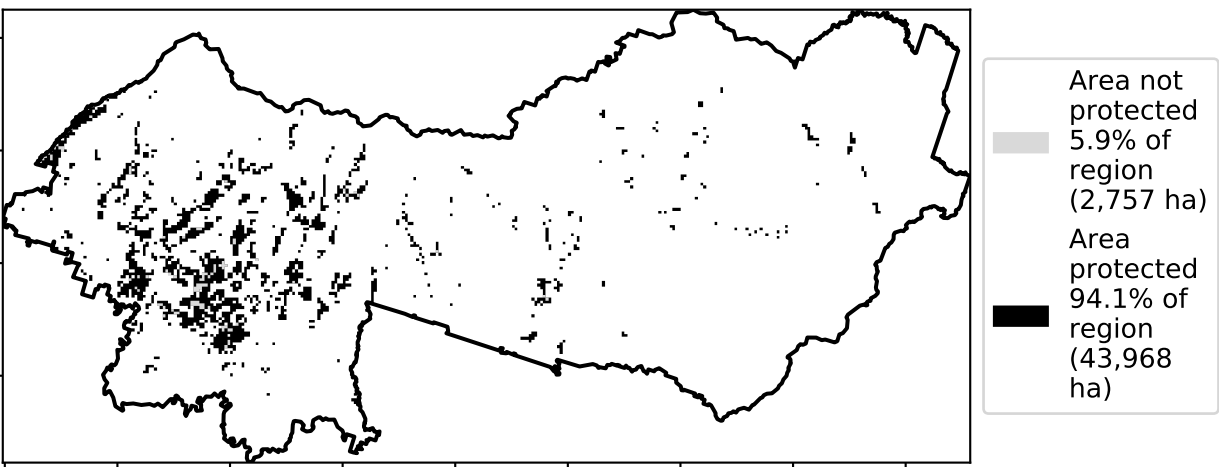 Area not
protected
5.9% of
region
(2,757 ha)
Area
protected
94.1% of
region
(43,968
ha)